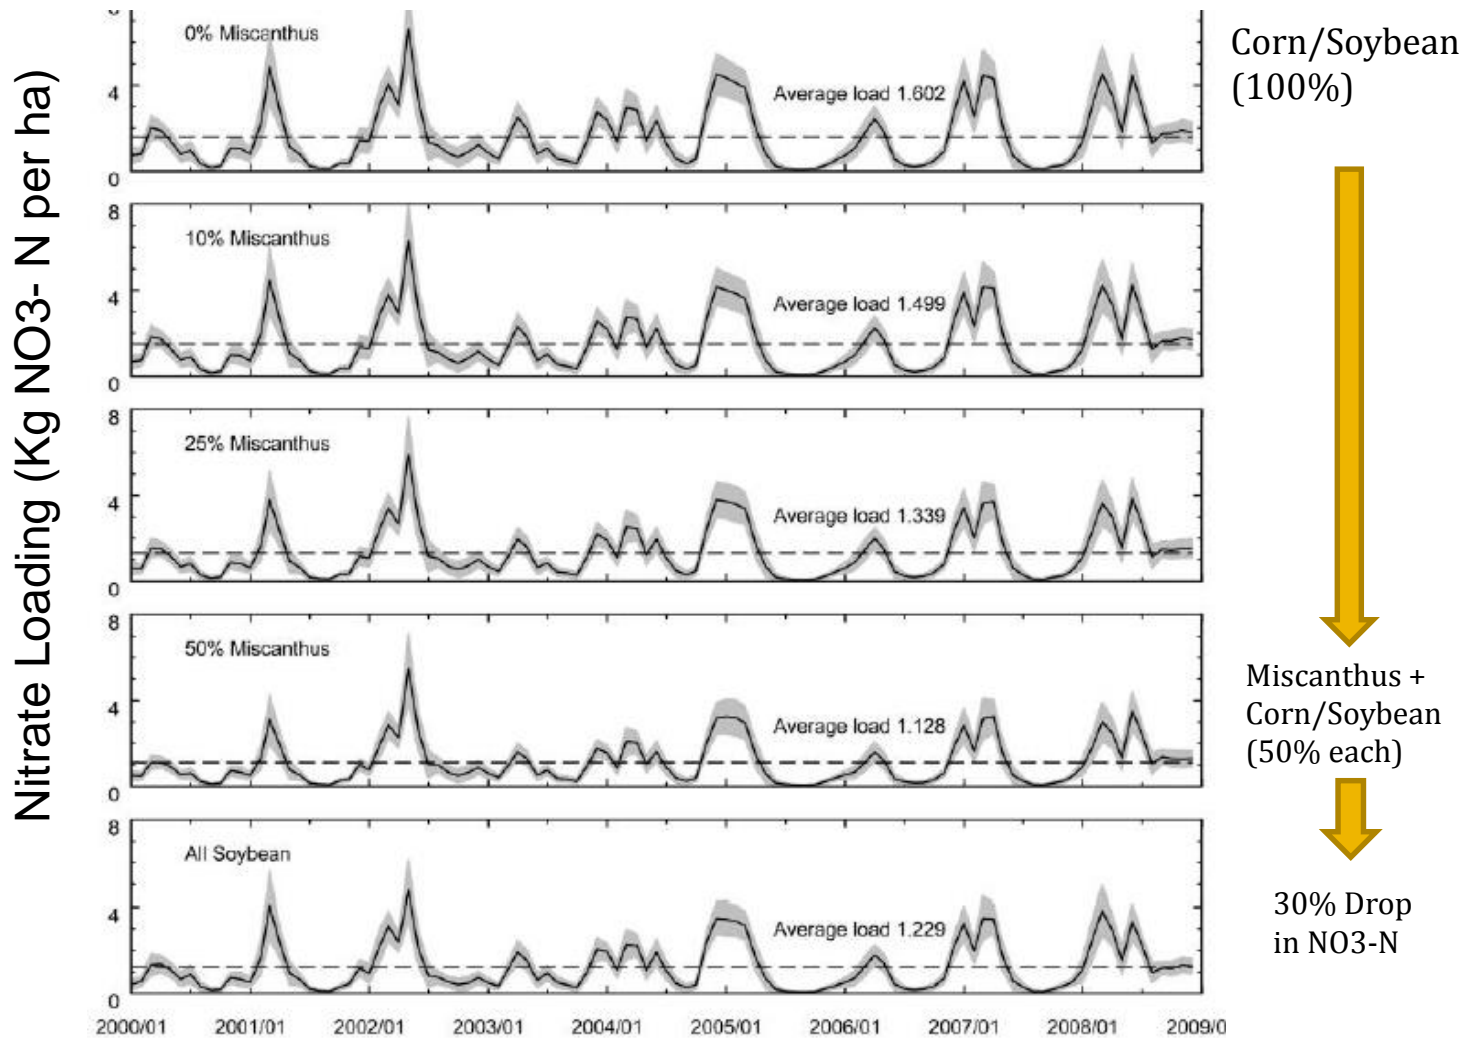 Nitrate Loading (Kg NO3- N per ha)
0% Miscanthus
Average load 1.602
4
0
8
10% Miscanthus
Average load 1.499
4
0
8
25% Miscanthus
Average load 1.339
4
0
8
50% Miscanthus
Average load 1.128
4
0
8
All Soybean
Average load 1.229
4
0
2000/01 2001/01 2002/01 2003/01 2004/01 2005/01 2006/01 2007/01 2008/01 2009/0
Corn/Soybean
(100%)
Miscanthus +
Corn/Soybean
(50% each)
30% Drop
in NO3-N